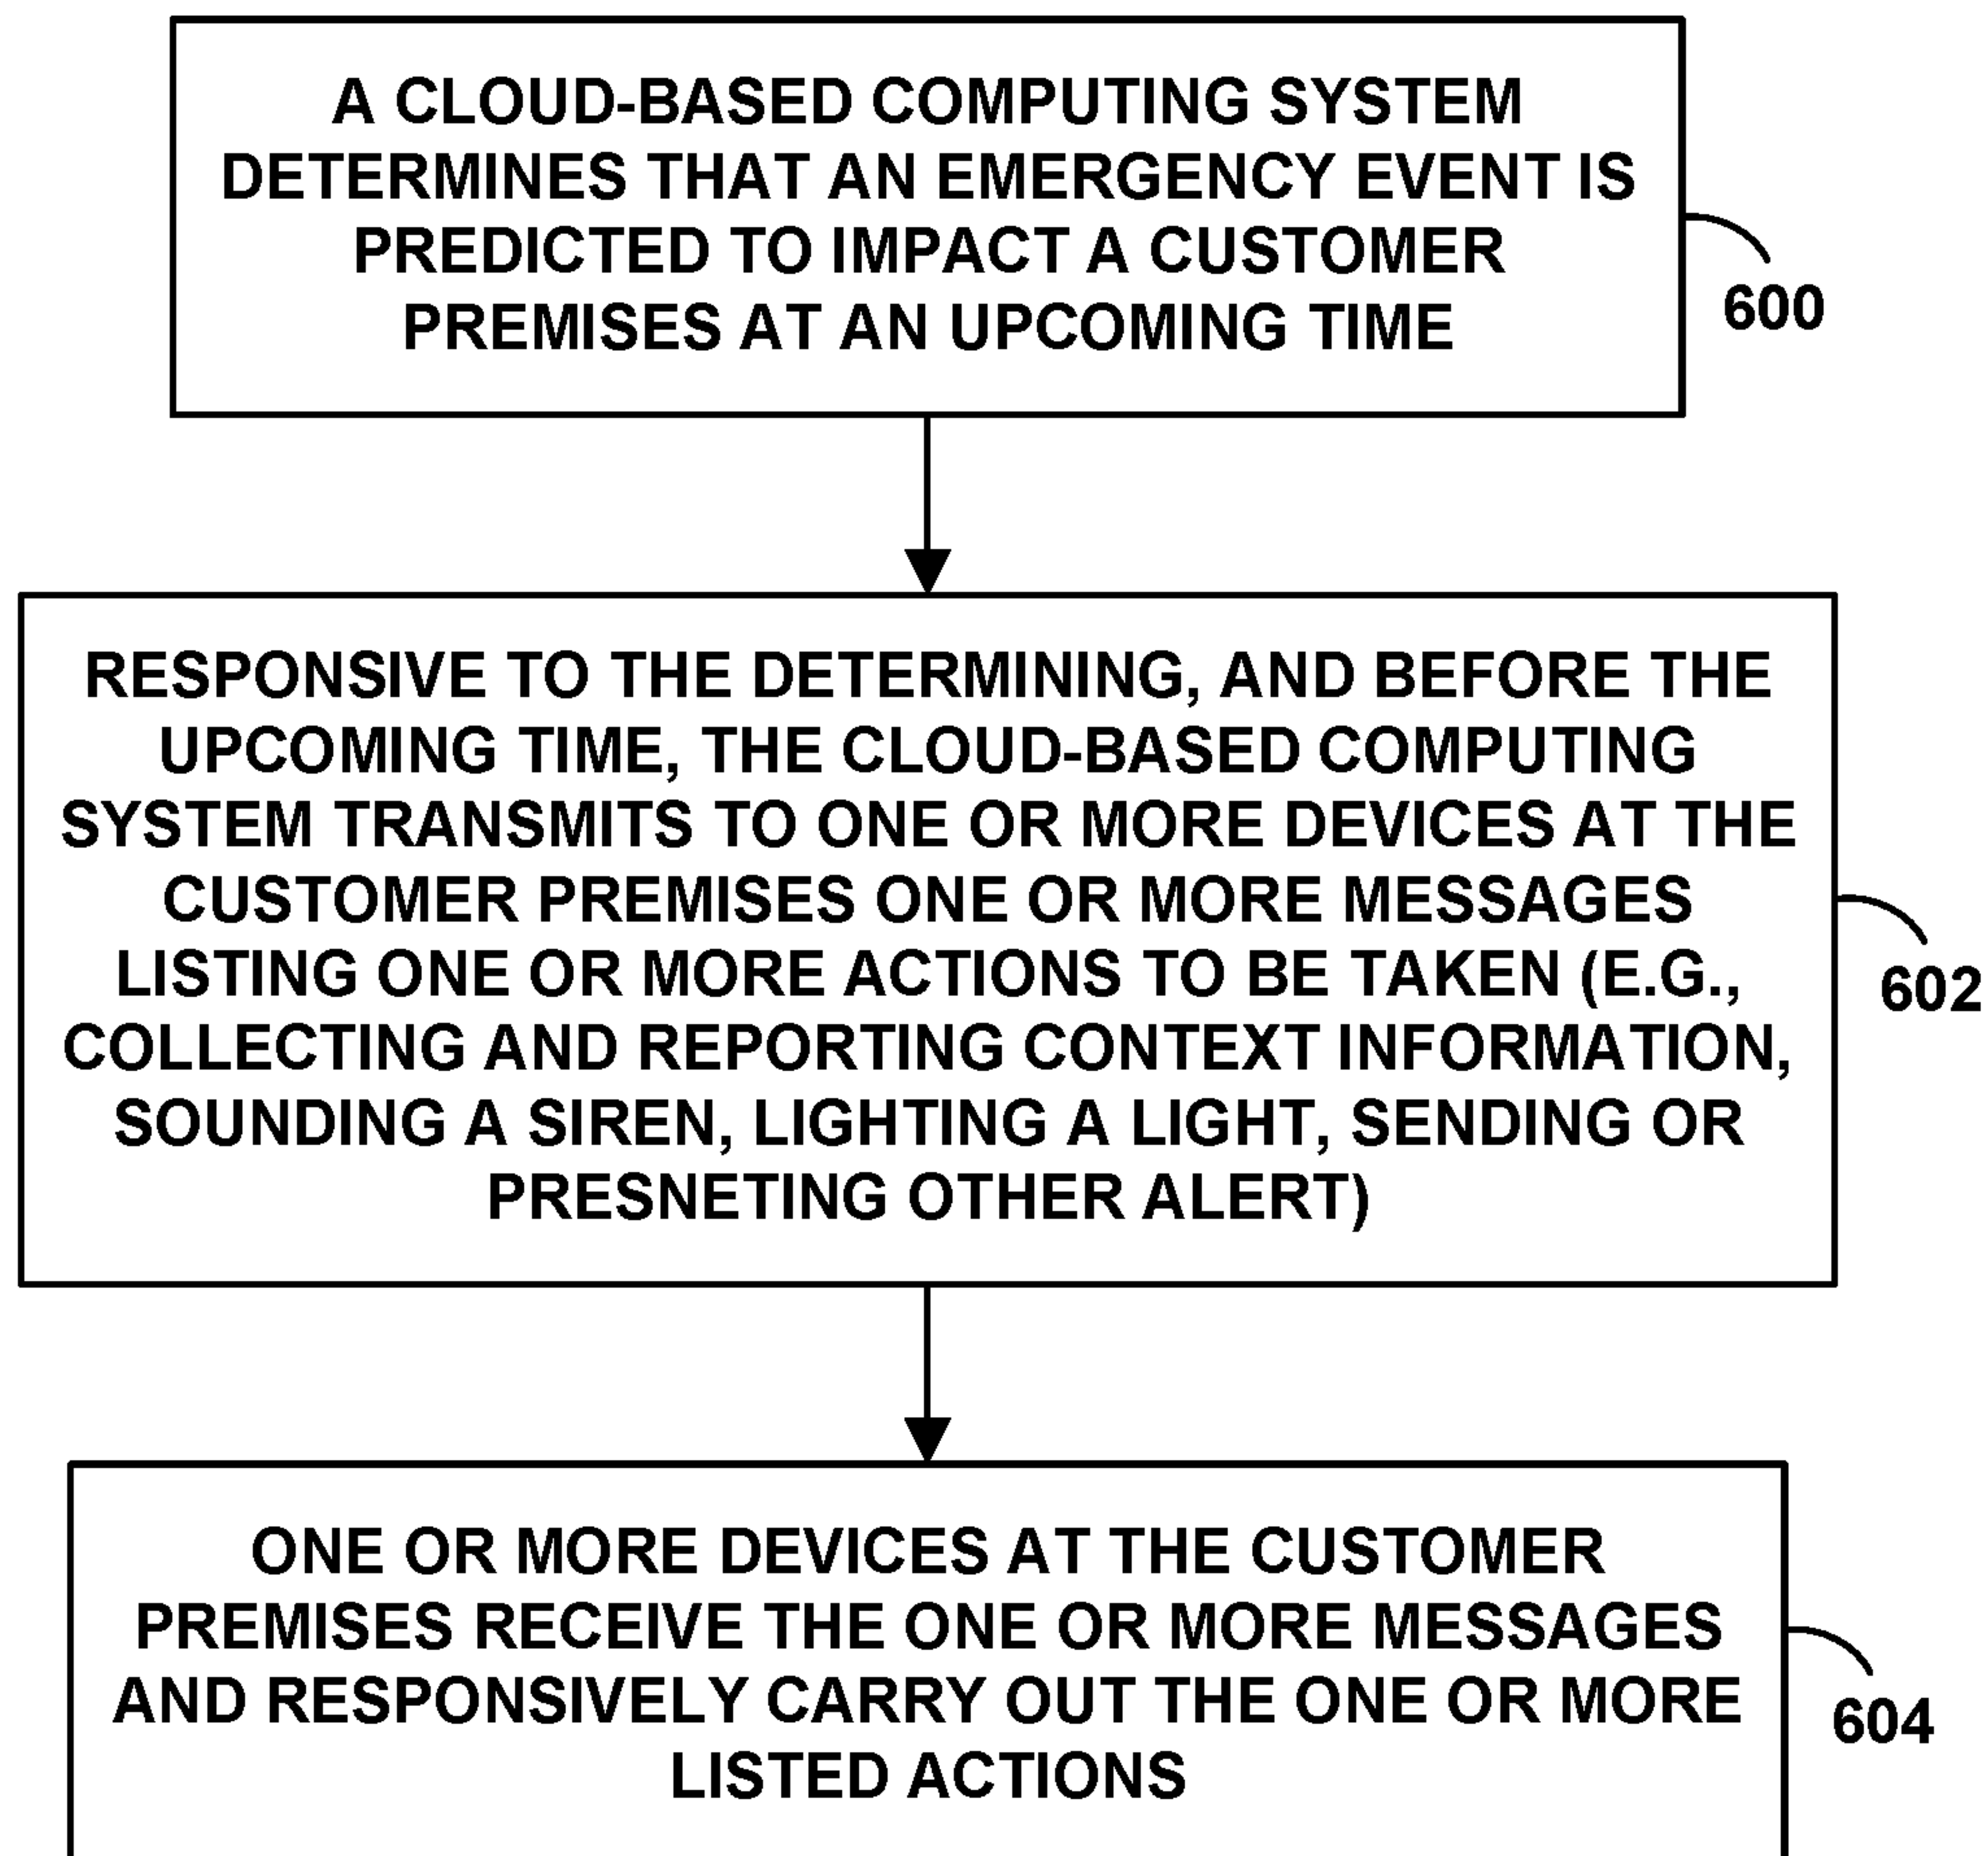 A CLOUD-BASED COMPUTING SYSTEM
DETERMINES THAT AN EMERGENCY EVENT IS
PREDICTED TO IMPACT A CUSTOMER
PREMISES AT AN UPCOMING TIME
600
RESPONSIVE TO THE DETERMINING, AND BEFORE THE
UPCOMING TIME, THE CLOUD-BASED COMPUTING
SYSTEM TRANSMITS TO ONE OR MORE DEVICES AT THE
CUSTOMER PREMISES ONE OR MORE MESSAGES
LISTING ONE OR MORE ACTIONS TO BE TAKEN (E.G.,
COLLECTING AND REPORTING CONTEXT INFORMATION,
SOUNDING A SIREN, LIGHTING A LIGHT, SENDING OR
PRESNETING OTHER ALERT)
602
ONE OR MORE DEVICES AT THE CUSTOMER
PREMISES RECEIVE THE ONE OR MORE MESSAGES
AND RESPONSIVELY CARRY OUT THE ONE OR MORE
LISTED ACTIONS
604